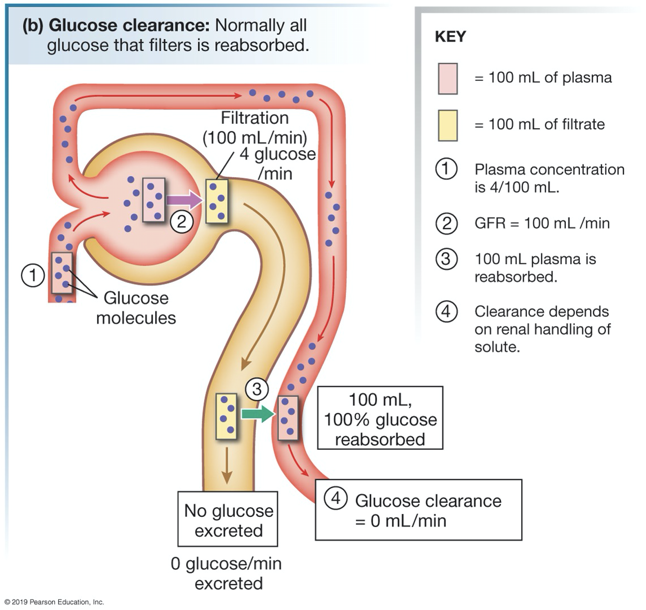 (b) Glucose clearance: Normally all
glucose that filters is reabsorbed.
Filtration
(100 mL/min)
4 glucose
/min
2
1
Glucose
molecules
3
100 mL,
100% glucose
reabsorbed
No glucose
excreted
4 Glucose clearance
= 0 mL/min
0 glucose/min
excreted
KEY
= 100 mL of plasma
= 100 mL of filtrate
1 Plasma concentration
is 4/100 mL.
2 GFR = 100 mL /min
3 100 mL plasma is
reabsorbed.
4 Clearance depends
on renal handling of
solute.
© 2019 Pearson Education, Inc.